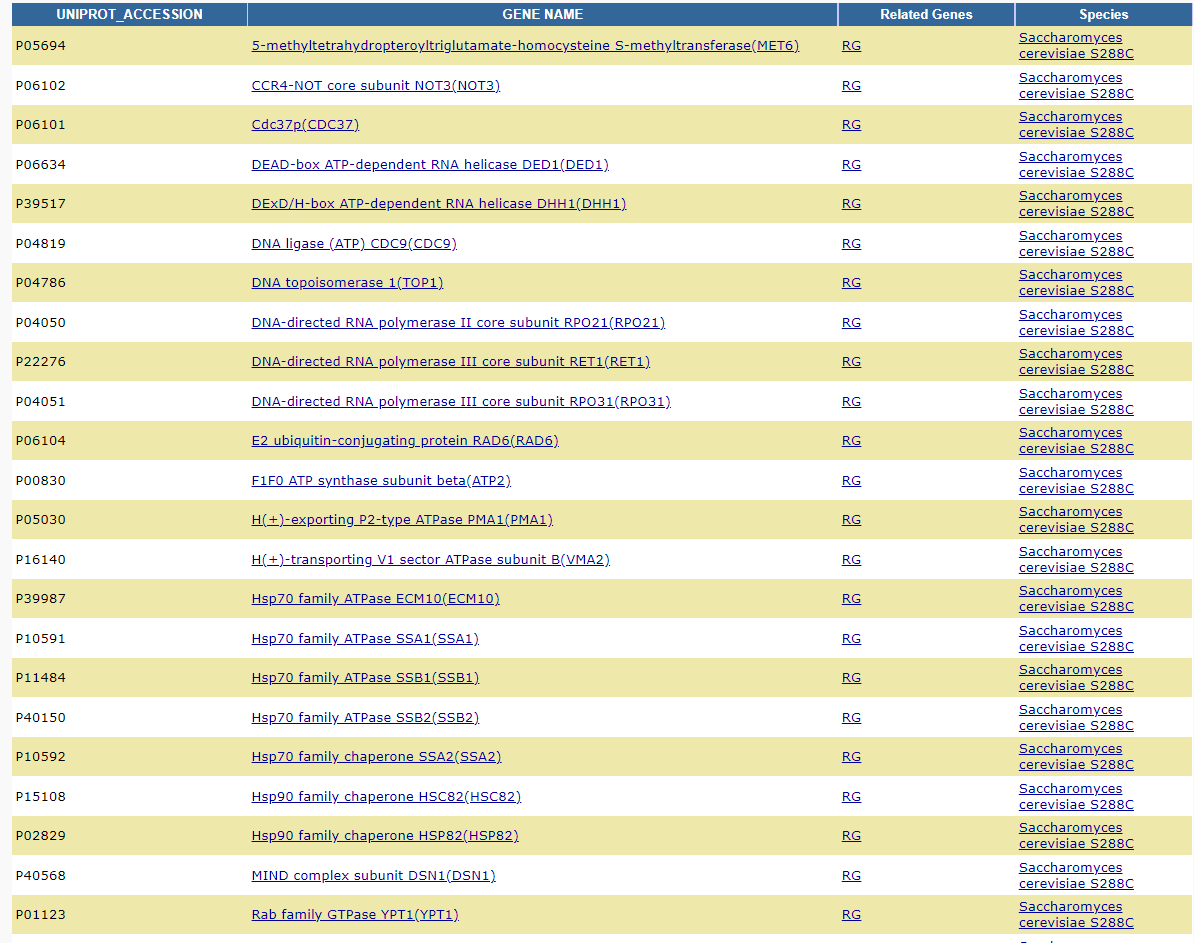 UNIPROT_ACCESSION GENE NAME Related Genes Species
P05694 5-methyltetrahydropteroyltriglutamate-homocysteine S-methyltransferase(MET6) RG Saccharomyces
cerevisiae S288C
P06102 CCR4-NOT core subunit NOT3(NOT3) RG Saccharomyces
cerevisiae S288C
P06101 Cdc37p(CDC37) RG Saccharomyces
cerevisiae S288C
P06634 DEAD-box ATP-dependent RNA helicase DED1(DED1) RG Saccharomyces
cerevisiae S288C
P39517 DExD/H-box ATP-dependent RNA helicase DHH1(DHH1) RG Saccharomyces
cerevisiae S288C
P04819 DNA ligase (ATP) CDC9(CDC9) RG Saccharomyces
cerevisiae S288C
P04786 DNA topoisomerase 1(TOP1) RG Saccharomyces
cerevisiae S288C
P04050 DNA-directed RNA polymerase II core subunit RPO21(RPO21) RG Saccharomyces
cerevisiae S288C
P22276 DNA-directed RNA polymerase III core subunit RET1(RET1) RG Saccharomyces
cerevisiae S288C
P04051 DNA-directed RNA polymerase III core subunit RPO31(RPO31) RG Saccharomyces
cerevisiae S288C
P06104 E2 ubiquitin-conjugating protein RAD6(RAD6) RG Saccharomyces
cerevisiae S288C
P00830 F1F0 ATP synthase subunit beta(ATP2) RG Saccharomyces
cerevisiae S288C
P05030 H(+)-exporting P2-type ATPase PMA1(PMA1) RG Saccharomyces
cerevisiae S288C
P16140 H(+)-transporting V1 sector ATPase subunit B(VMA2) RG Saccharomyces
cerevisiae S288C
P39987 Hsp70 family ATPase ECM10(ECM10) RG Saccharomyces
cerevisiae S288C
P10591 Hsp70 family ATPase SSA1(SSA1) RG Saccharomyces
cerevisiae S288C
P11484 Hsp70 family ATPase SSB1(SSB1) RG Saccharomyces
cerevisiae S288C
P40150 Hsp70 family ATPase SSB2(SSB2) RG Saccharomyces
cerevisiae S288C
P10592 Hsp70 family chaperone SSA2(SSA2) RG Saccharomyces
cerevisiae S288C
P15108 Hsp90 family chaperone HSC82(HSC82) RG Saccharomyces
cerevisiae S288C
P02829 Hsp90 family chaperone HSP82(HSP82) RG Saccharomyces
cerevisiae S288C
P40568 MIND complex subunit DSN1(DSN1) RG Saccharomyces
cerevisiae S288C
P01123 Rab family GTPase YPT1(YPT1) RG Saccharomyces
cerevisiae S288C